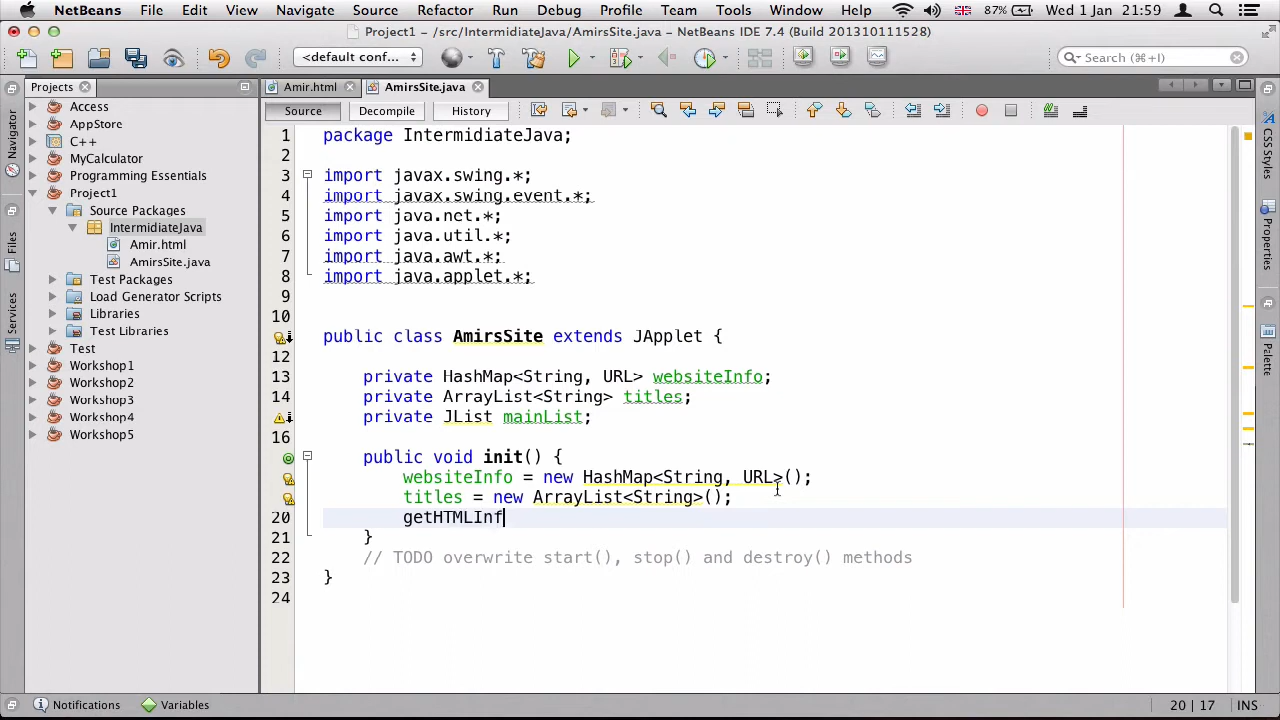 NetBeans File Edit View Navigate Source Refactor Run Debug Profile Team Tools Window Help 87% Wed 1 Jan 21:59
Project1 - /src/IntermidiateJava/AmirsSite.java - NetBeans IDE 7.4 (Build 201310111528)
<default conf... Search (⌘+I)
Projects Amir.html AmirsSite.java
Source Decompile History
Navigator
Files
Services
Access
AppStore
C++
MyCalculator
Programming Essentials
Project1
Source Packages
IntermidiateJava
Amir.html
AmirsSite.java
Test Packages
Load Generator Scripts
Libraries
Test Libraries
Test
Workshop1
Workshop2
Workshop3
Workshop4
Workshop5
1 package IntermidiateJava;
2
3 import javax.swing.*;
4 import javax.swing.event.*;
5 import java.net.*;
6 import java.util.*;
7 import java.awt.*;
8 import java.applet.*;
9
10
public class AmirsSite extends JApplet {
12
13 private HashMap<String, URL> websiteInfo;
14 private ArrayList<String> titles;
private JList mainList;
16
public void init() {
websiteInfo = new HashMap<String, URL>();
titles = new ArrayList<String>();
20 getHTMLInf
21 }
22 // TODO overwrite start(), stop() and destroy() methods
23 }
24
CSS Styles
Properties
Palette
Notifications Variables 20 | 17 INS